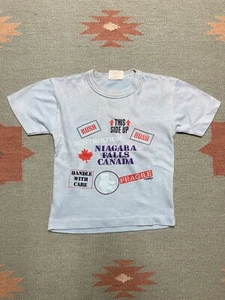 THIS
SIDE UP
RUSH
RUSH
NIAGARA
FALLS
CANADA
HANDLE
WITH
CARE
FRAGILE